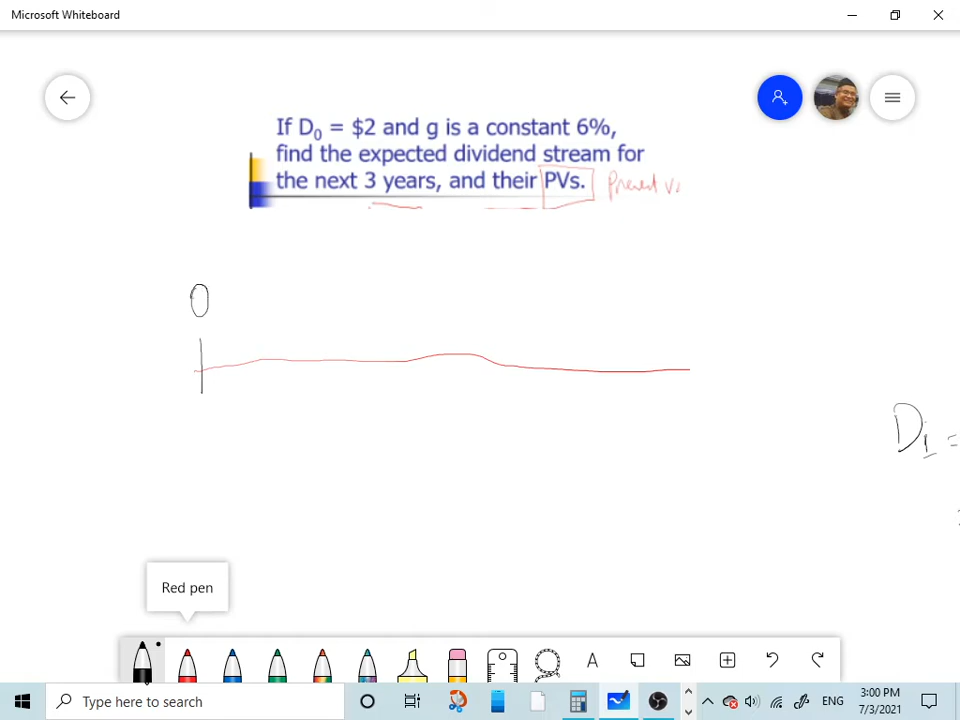 Microsoft Whiteboard
If D₀ = $2 and g is a constant 6%,
find the expected dividend stream for
the next 3 years, and their PVs. Present v
0
D₁ =
Red pen
A
Type here to search
ENG
3:00 PM
7/3/2021